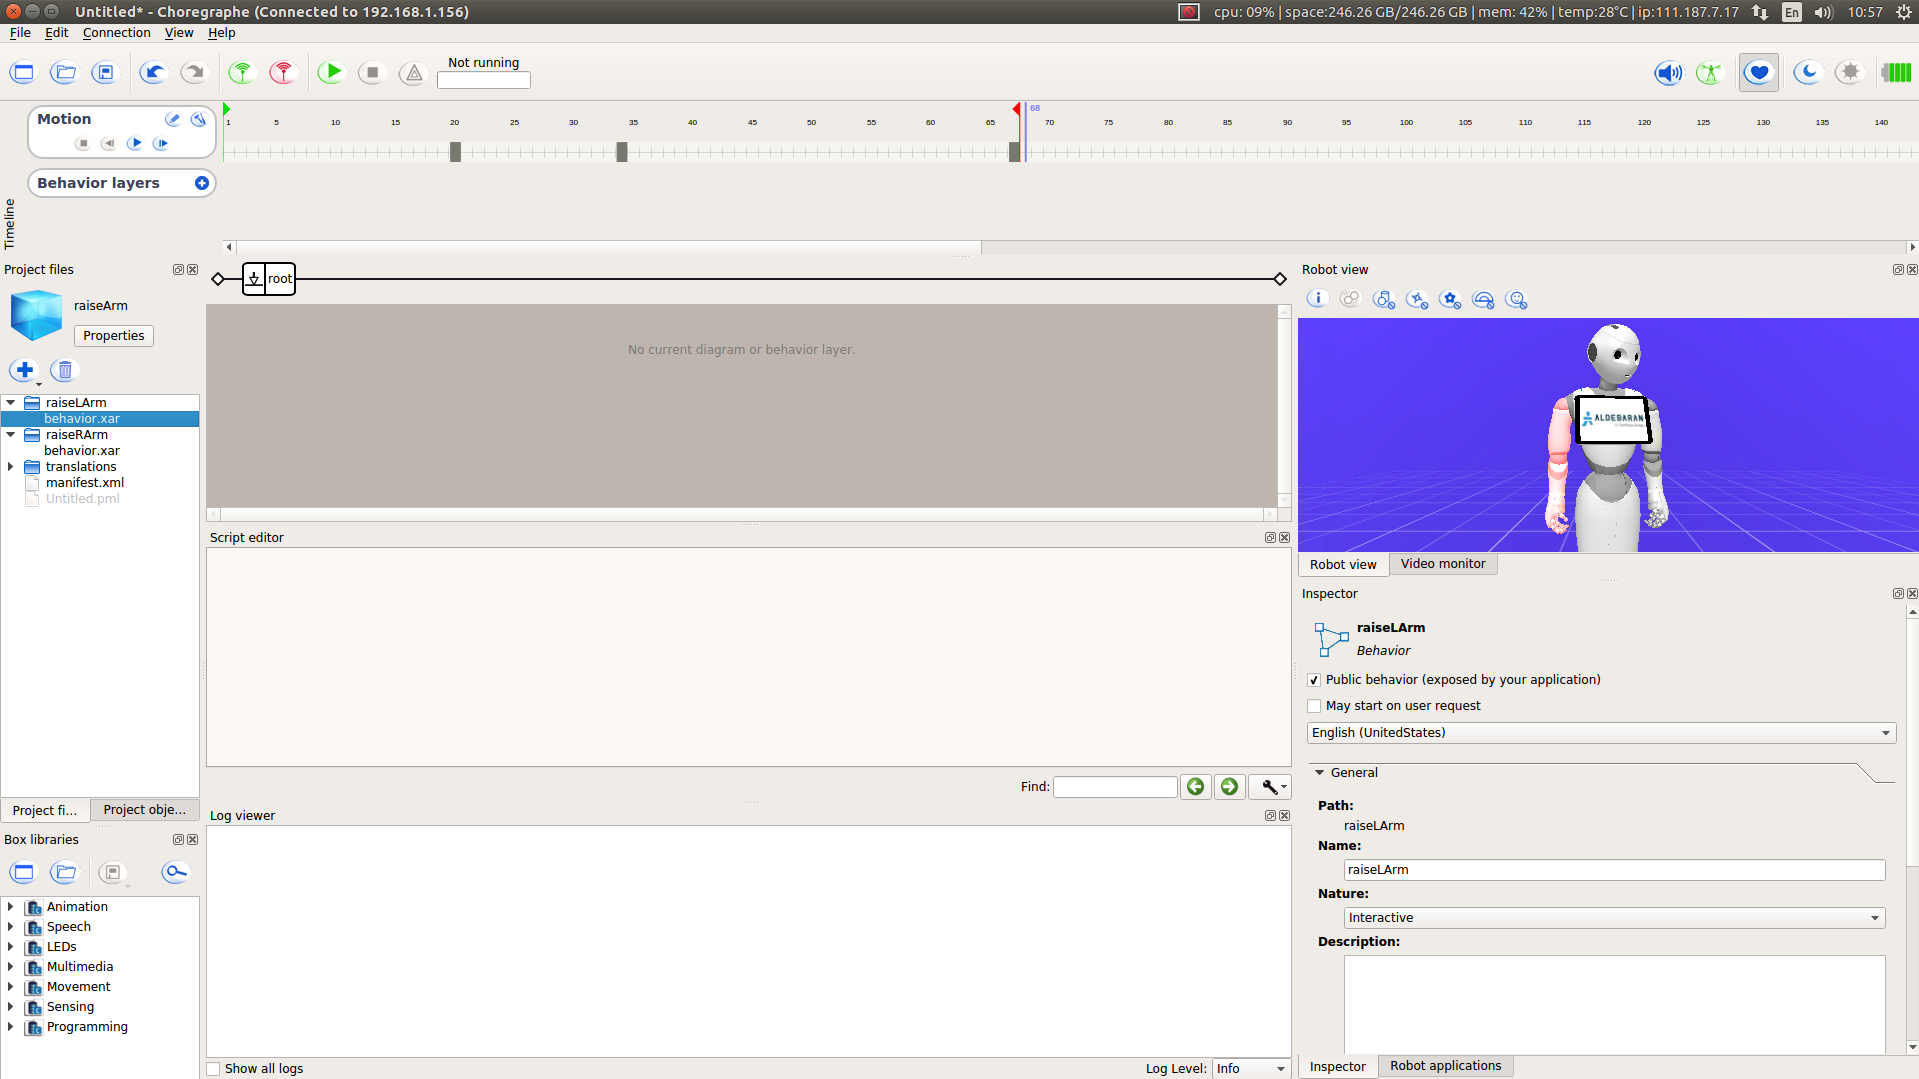 Untitled* - Choregraphe (Connected to 192.168.1.156)
cpu: 09% | space:246.26 GB/246.26 GB | mem: 42% | temp:28°C | ip:111.187.7.17
En
10:57
File Edit Connection View Help
Not running
Motion
68
1 5 10 15 20 25 30 35 40 45 50 55 60 65 70 75 80 85 90 95 100 105 110 115 120 125 130 135 140
Behavior layers
Timeline
Project files
raiseArm
Properties
raiseLArm
behavior.xar
raiseRArm
behavior.xar
translations
manifest.xml
Untitled.pml
Project fi...
Project obje...
Box libraries
Animation
Speech
LEDs
Multimedia
Movement
Sensing
Programming
root
No current diagram or behavior layer.
Script editor
Find:
Log viewer
Show all logs
Log Level: Info
Robot view
ALDEBARAN
Robot view
Video monitor
Inspector
raiseLArm
Behavior
Public behavior (exposed by your application)
May start on user request
English (UnitedStates)
General
Path:
raiseLArm
Name:
raiseLArm
Nature:
Interactive
Description:
Inspector
Robot applications